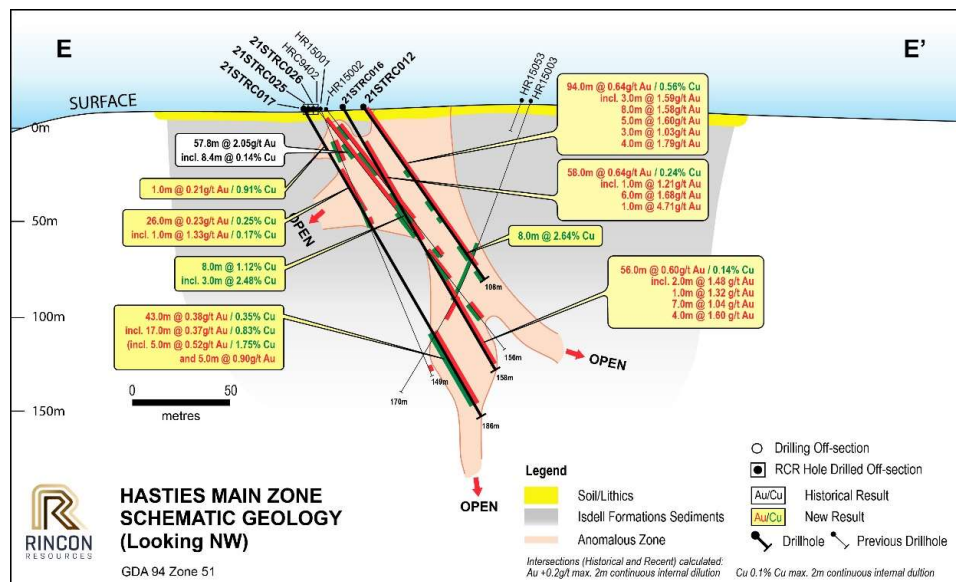 E
E'
21STRC017
21STRC025
21STRC026
HRC9402
HR15001
HR15002
21STRC016
21STRC012
HR15053
HR15003
SURFACE
0m
50m
100m
150m
57.8m @ 2.05g/t Au
incl. 8.4m @ 0.14% Cu
1.0m @ 0.21g/t Au / 0.91% Cu
26.0m @ 0.23g/t Au / 0.25% Cu
incl. 1.0m @ 1.33g/t Au / 0.17% Cu
8.0m @ 1.12% Cu
incl. 3.0m @ 2.48% Cu
43.0m @ 0.38g/t Au / 0.35% Cu
incl. 17.0m @ 0.37g/t Au / 0.83% Cu
(incl. 5.0m @ 0.52g/t Au / 1.75% Cu
and 5.0m @ 0.90g/t Au
94.0m @ 0.64g/t Au / 0.56% Cu
incl. 3.0m @ 1.59g/t Au
8.0m @ 1.58g/t Au
5.0m @ 1.60g/t Au
3.0m @ 1.03g/t Au
4.0m @ 1.79g/t Au
58.0m @ 0.64g/t Au / 0.24% Cu
incl. 1.0m @ 1.21g/t Au
6.0m @ 1.68g/t Au
1.0m @ 4.71g/t Au
8.0m @ 2.64% Cu
56.0m @ 0.60g/t Au / 0.14% Cu
incl. 2.0m @ 1.48 g/t Au
1.0m @ 1.32 g/t Au
7.0m @ 1.04 g/t Au
4.0m @ 1.60 g/t Au
OPEN
OPEN
OPEN
108m
156m
158m
149m
170m
186m
0
50
metres
RINCON
RESOURCES
HASTIES MAIN ZONE
SCHEMATIC GEOLOGY
(Looking NW)
GDA 94 Zone 51
Legend
Soil/Lithics
Isdell Formations Sediments
Anomalous Zone
Drilling Off-section
RCR Hole Drilled Off-section
Au/Cu Historical Result
Au/Cu New Result
Drillhole
Previous Drillhole
Intersections (Historical and Recent) calculated:
Au +0.2g/t max. 2m continuous internal dilution Cu 0.1% Cu max. 2m continuous internal dultion